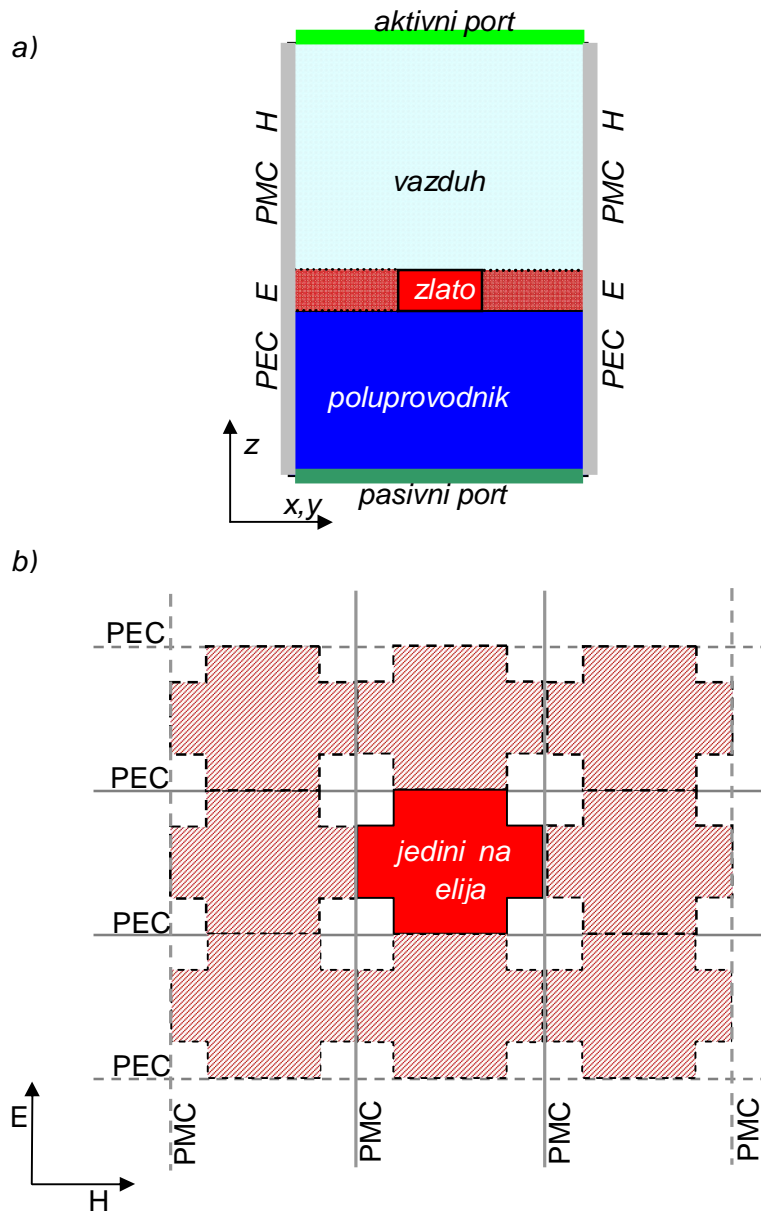 a)
aktivni port
PMC H
PEC E
vazduh
PMC H
PEC E
zlato
poluprovodnik
z
x,y
pasivni port
b)
PEC
PEC
jedini na
elija
PEC
PEC
E
H
PMC
PMC
PMC
PMC